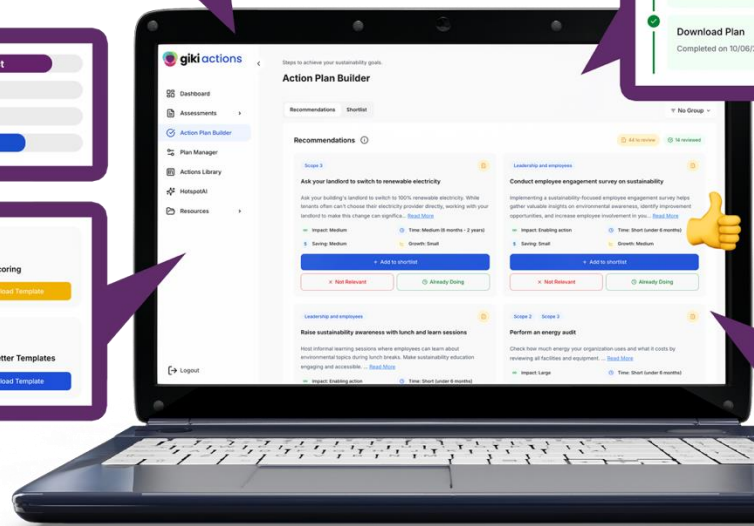 t
coring
load Template
tter Templates
load Template
Download Plan
Completed on 10/06/
giki actions
Dashboard
Assessments
Action Plan Builder
Plan Manager
Actions Library
HotspotAI
Resources
Logout
Steps to achieve your sustainability goals.
Action Plan Builder
Recommendations Shortlist
No Group
Recommendations
44 to review 14 reviewed
Scope 3
Ask your landlord to switch to renewable electricity
Ask your building's landlord to switch to 100% renewable electricity. While
tenants often can't choose their electricity provider directly, working with your
landlord to make this change can significa... Read More
Impact: Medium Time: Medium (6 months - 2 years)
Saving: Medium Growth: Small
+ Add to shortlist
× Not Relevant Already Doing
Leadership and employees
Conduct employee engagement survey on sustainability
Implementing a sustainability-focused employee engagement survey helps
gather valuable insights on environmental awareness, identify improvement
opportunities, and increase employee involvement in you... Read More
Impact: Enabling action Time: Short (under 6 months)
Saving: Small Growth: Medium
+ Add to shortlist
× Not Relevant Already Doing
Leadership and employees
Raise sustainability awareness with lunch and learn sessions
Host informal learning sessions where employees can learn about
environmental topics during lunch breaks. Make sustainability education
engaging and accessible. ... Read More
Impact: Enabling action Time: Short (under 6 months)
Scope 2 Scope 3
Perform an energy audit
Check how much energy your organization uses and what it costs by
reviewing all facilities and equipment. ... Read More
Impact: Large Time: Short (under 6 months)